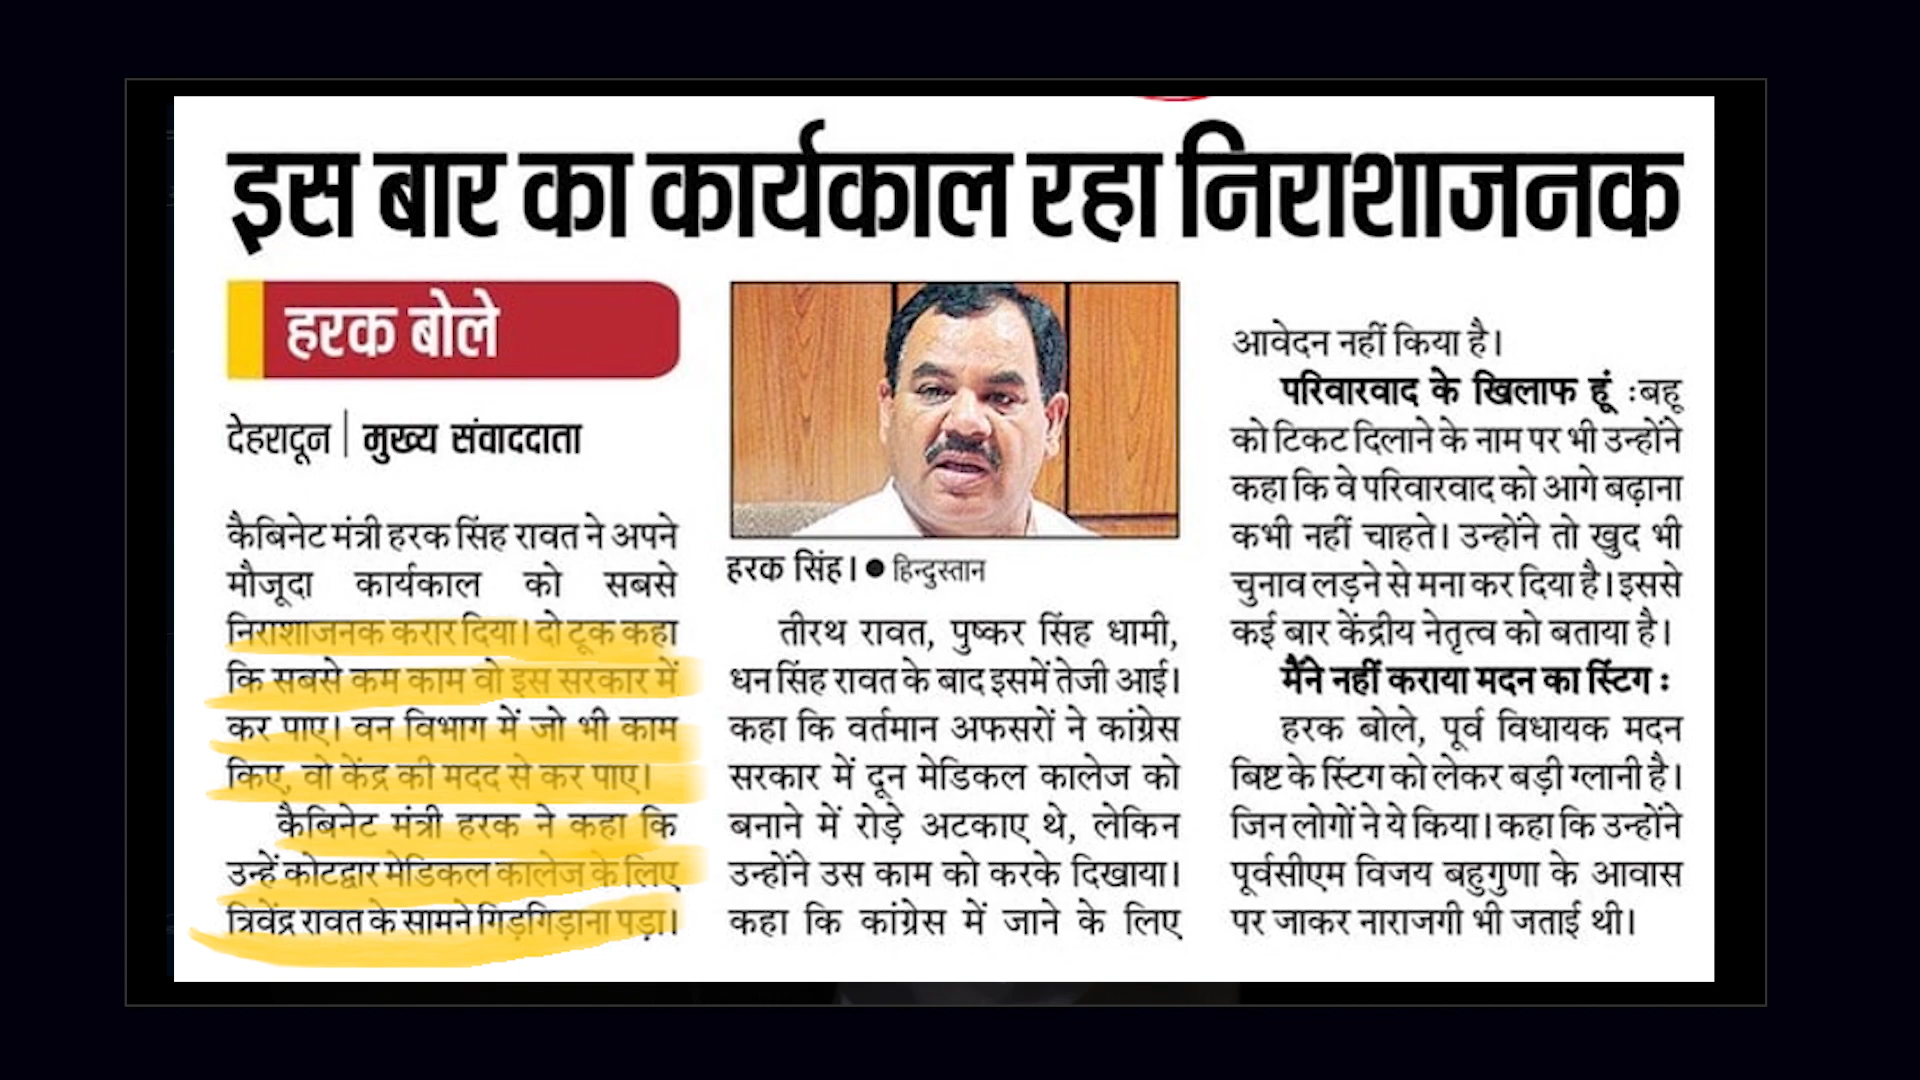 इस बार का कार्यकाल रहा निराशाजनक
हरक बोले
देहरादून | मुख्य संवाददाता
कैबिनेट मंत्री हरक सिंह रावत ने अपने
मौजूदा कार्यकाल को सबसे
निराशाजनक करार दिया। दो टूक कहा
कि सबसे कम काम वो इस सरकार में
कर पाए। वन विभाग में जो भी काम
किए, वो केंद्र की मदद से कर पाए।
कैबिनेट मंत्री हरक ने कहा कि
उन्हें कोटद्वार मेडिकल कालेज के लिए
त्रिवेंद्र रावत के सामने गिड़गिड़ाना पड़ा।
हरक सिंह। ● हिन्दुस्तान
तीरथ रावत, पुष्कर सिंह धामी,
धन सिंह रावत के बाद इसमें तेजी आई।
कहा कि वर्तमान अफसरों ने कांग्रेस
सरकार में दून मेडिकल कालेज को
बनाने में रोड़े अटकाए थे, लेकिन
उन्होंने उस काम को करके दिखाया।
कहा कि कांग्रेस में जाने के लिए
आवेदन नहीं किया है।
परिवारवाद के खिलाफ हूं :बहू
को टिकट दिलाने के नाम पर भी उन्होंने
कहा कि वे परिवारवाद को आगे बढ़ाना
कभी नहीं चाहते। उन्होंने तो खुद भी
चुनाव लड़ने से मना कर दिया है। इससे
कई बार केंद्रीय नेतृत्व को बताया है।
मैंने नहीं कराया मदन का स्टिंग :
हरक बोले, पूर्व विधायक मदन
बिष्ट के स्टिंग को लेकर बड़ी ग्लानी है।
जिन लोगों ने ये किया। कहा कि उन्होंने
पूर्वसीएम विजय बहुगुणा के आवास
पर जाकर नाराजगी भी जताई थी।